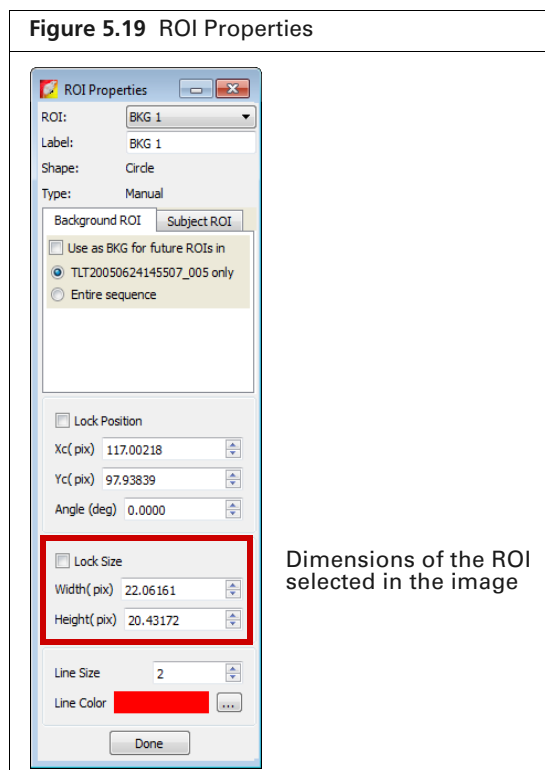 Figure 5.19 ROI Properties
ROI Properties
ROI: BKG 1
Label: BKG 1
Shape: Circle
Type: Manual
Background ROI Subject ROI
Use as BKG for future ROIs in
TLT20050624145507_005 only
Entire sequence
Lock Position
Xc( pix) 117.00218
Yc( pix) 97.93839
Angle (deg) 0.0000
Lock Size
Width( pix) 22.06161
Height( pix) 20.43172
Dimensions of the ROI
selected in the image
Line Size 2
Line Color ...
Done